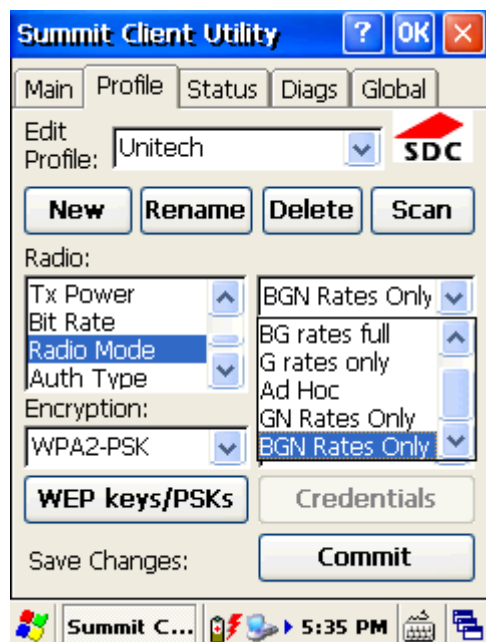 Summit Client Utility ? OK
Main Profile Status Diags Global
Edit Profile: Unitech SDC
New Rename Delete Scan
Radio:
Tx Power
Bit Rate
Radio Mode
Auth Type
BGN Rates Only
BG rates full
G rates only
Ad Hoc
GN Rates Only
BGN Rates Only
Encryption:
WPA2-PSK
WEP keys/PSKs Credentials
Save Changes: Commit
Summit C... 5:35 PM